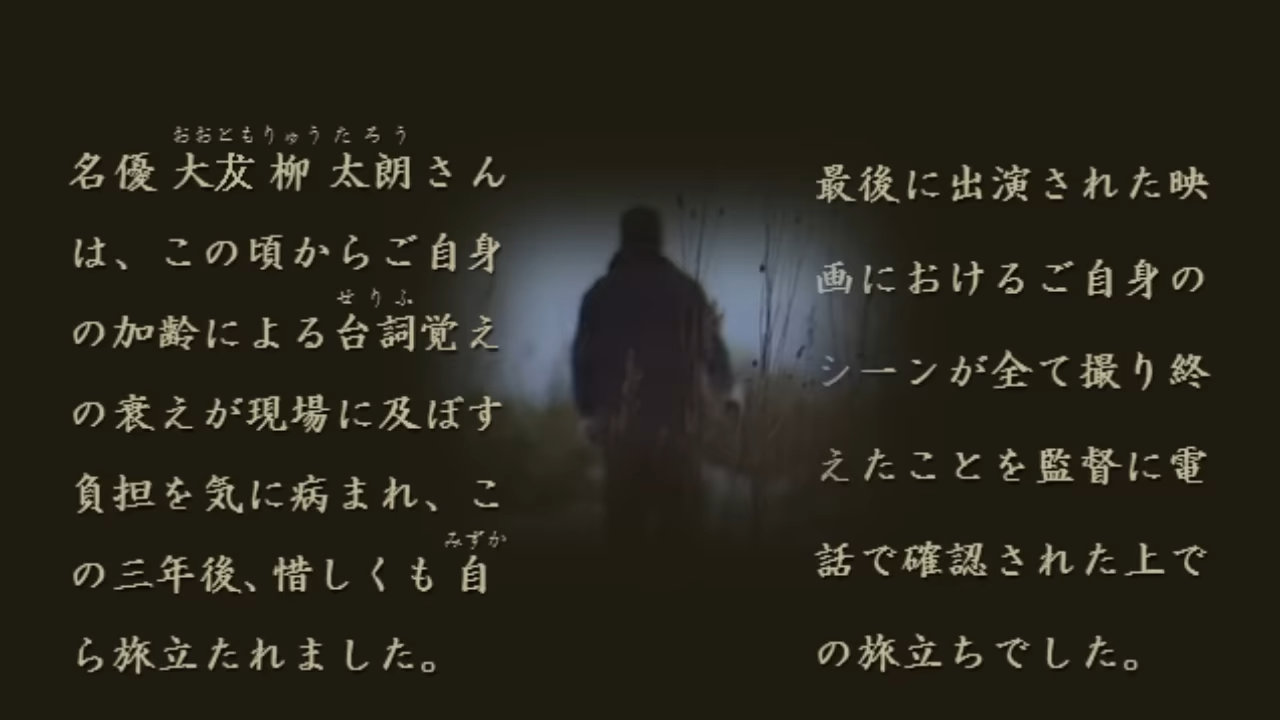 おおともりゅうたろう
名優 大友 柳 太朗さん
は、この頃からご自身
せりふ
の加齢による台詞覚え
の衰えが現場に及ぼす
負担を気に病まれ、こ
みずか
の三年後、惜しくも 自
ら旅立たれました。
最後に出演された映
画におけるご自身の
シーンが全て撮り終
えたことを監督に電
話で確認された上で
の旅立ちでした。